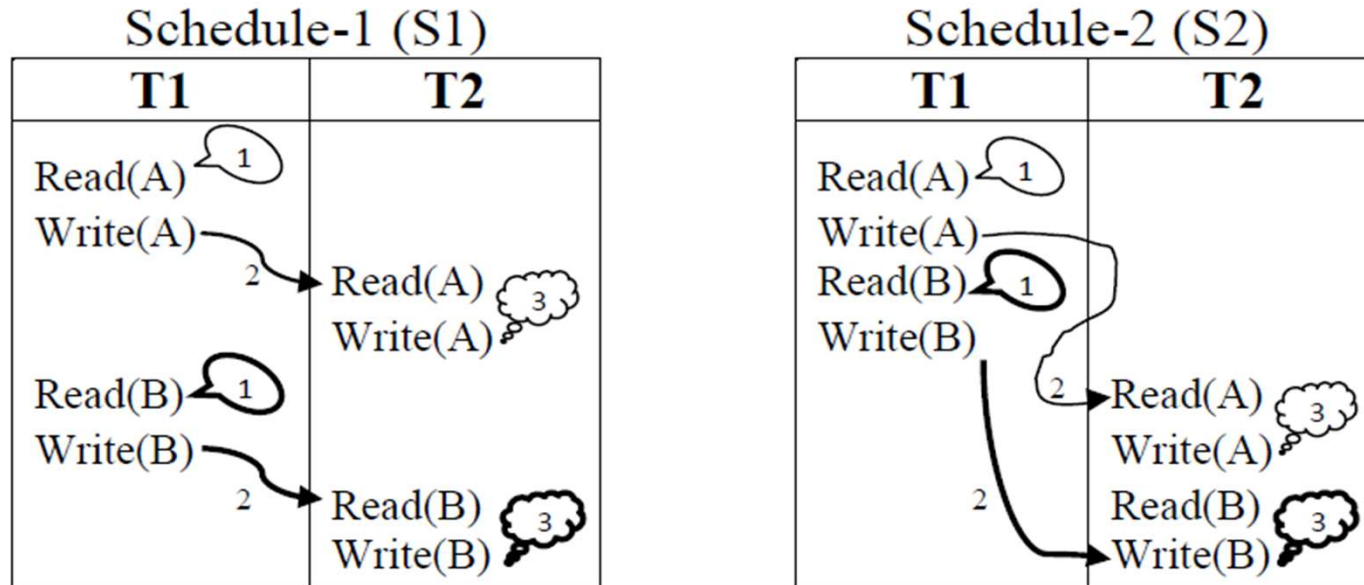 Schedule-1 (S1)
T1 T2
1
Read(A)
Write(A)
2
Read(A)
3
Write(A)
1
Read(B)
Write(B)
2
Read(B)
3
Write(B)
Schedule-2 (S2)
T1 T2
1
Read(A)
Write(A)
Read(B)
1
Write(B)
2
Read(A)
3
Write(A)
2
Read(B)
3
Write(B)